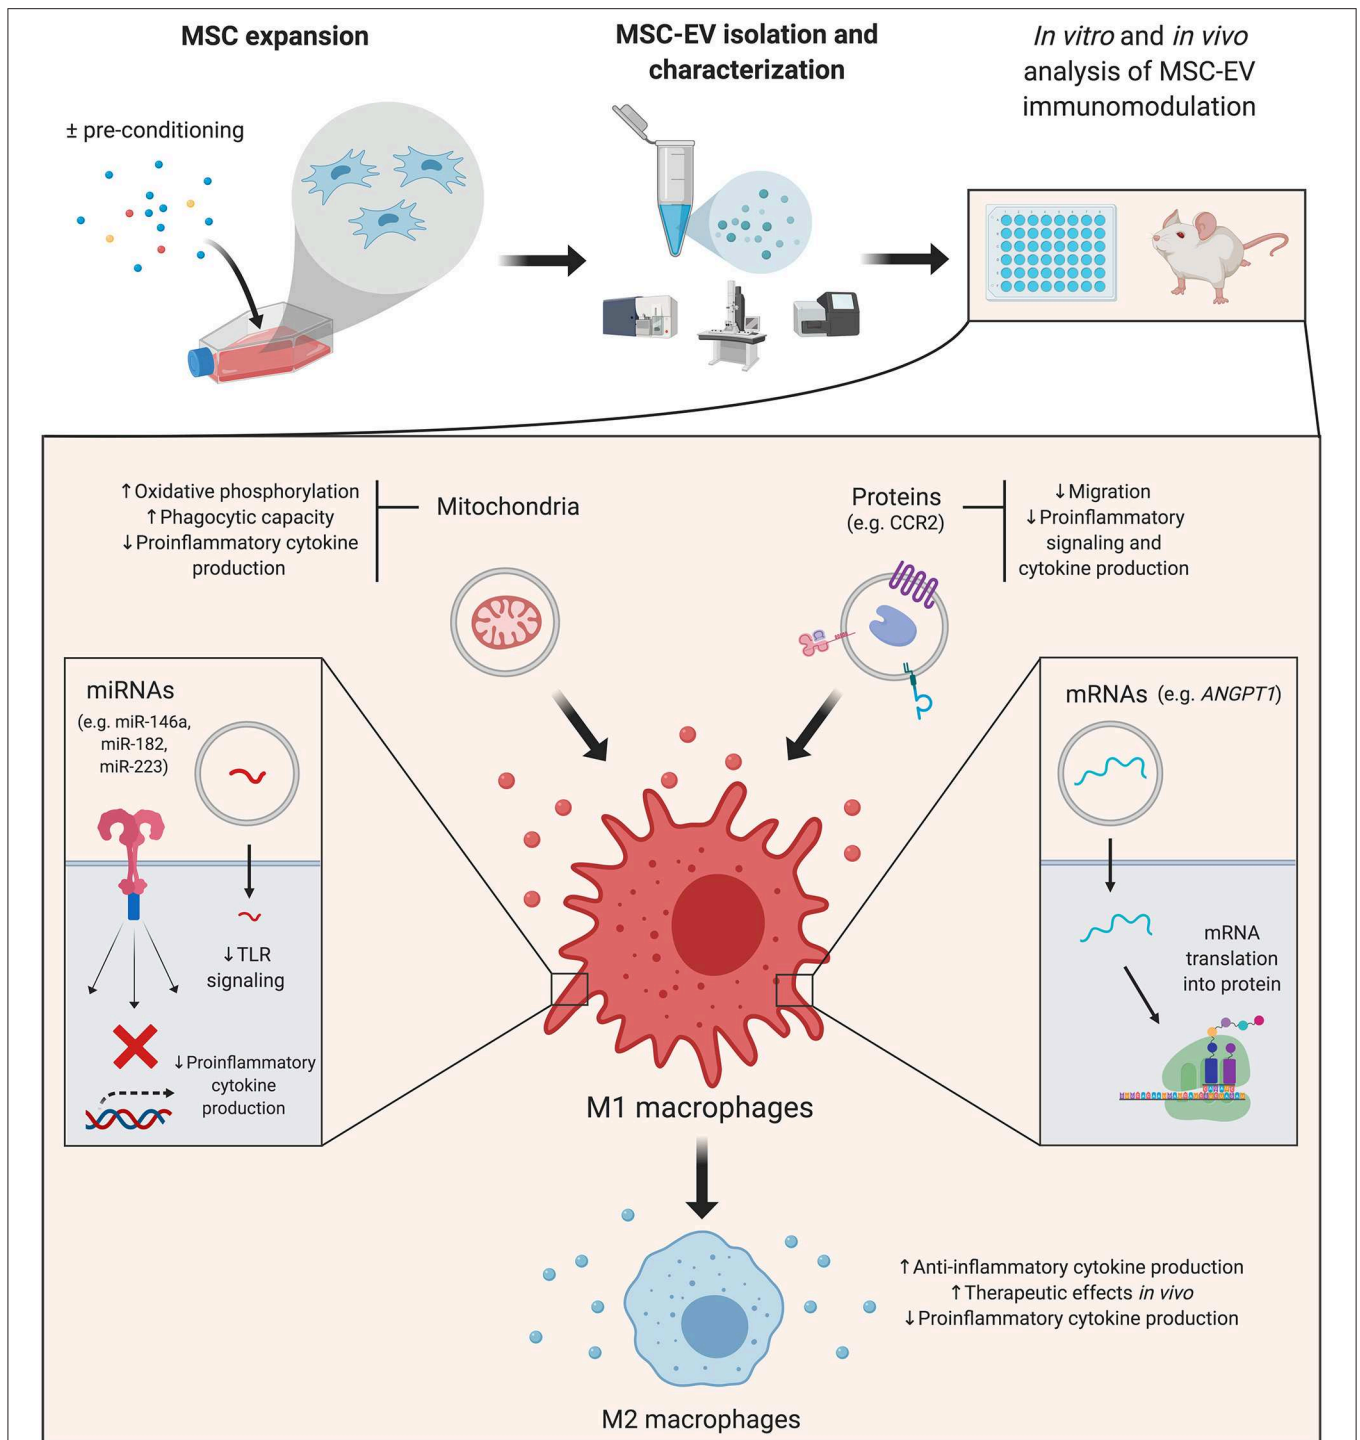 MSC expansion
MSC-EV isolation and
characterization
In vitro and in vivo
analysis of MSC-EV
immunomodulation
± pre-conditioning
↑Oxidative phosphorylation
↑Phagocytic capacity
↓Proinflammatory cytokine
production
Mitochondria
Proteins
(e.g. CCR2)
↓Migration
↓Proinflammatory
signaling and
cytokine production
miRNAs
(e.g. miR-146a,
miR-182,
miR-223)
↓TLR
signaling
↓Proinflammatory
cytokine
production
mRNAs (e.g. ANGPT1)
mRNA
translation
into protein
M1 macrophages
↑Anti-inflammatory cytokine production
↑Therapeutic effects in vivo
↓Proinflammatory cytokine production
M2 macrophages